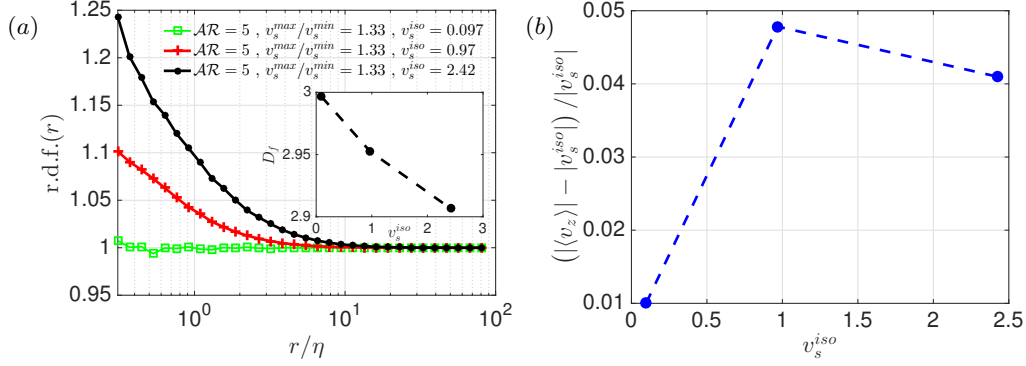 (a)
1.25
1.2
1.15
1.1
1.05
1
0.95
r.d.f.(r)
10^0
10^1
10^2
r/η
AR = 5 , v_s^{max}/v_s^{min} = 1.33, v_s^{iso} = 0.097
AR = 5 , v_s^{max}/v_s^{min} = 1.33, v_s^{iso} = 0.97
AR = 5 , v_s^{max}/v_s^{min} = 1.33, v_s^{iso} = 2.42
3
2.95
2.9
D_f
0
1
2
3
v_s^{iso}
(b)
0.05
0.04
0.03
0.02
0.01
(|⟨v_z⟩| − |v_s^{iso}|) /|v_s^{iso}|
0
0.5
1
1.5
2
2.5
v_s^{iso}